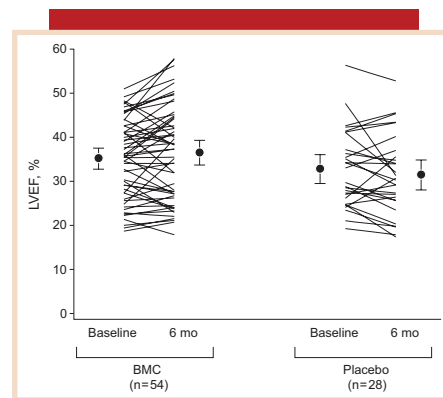 60
50
40
30
20
10
0
LVEF, %
Baseline 6 mo Baseline 6 mo
BMC Placebo
(n=54) (n=28)